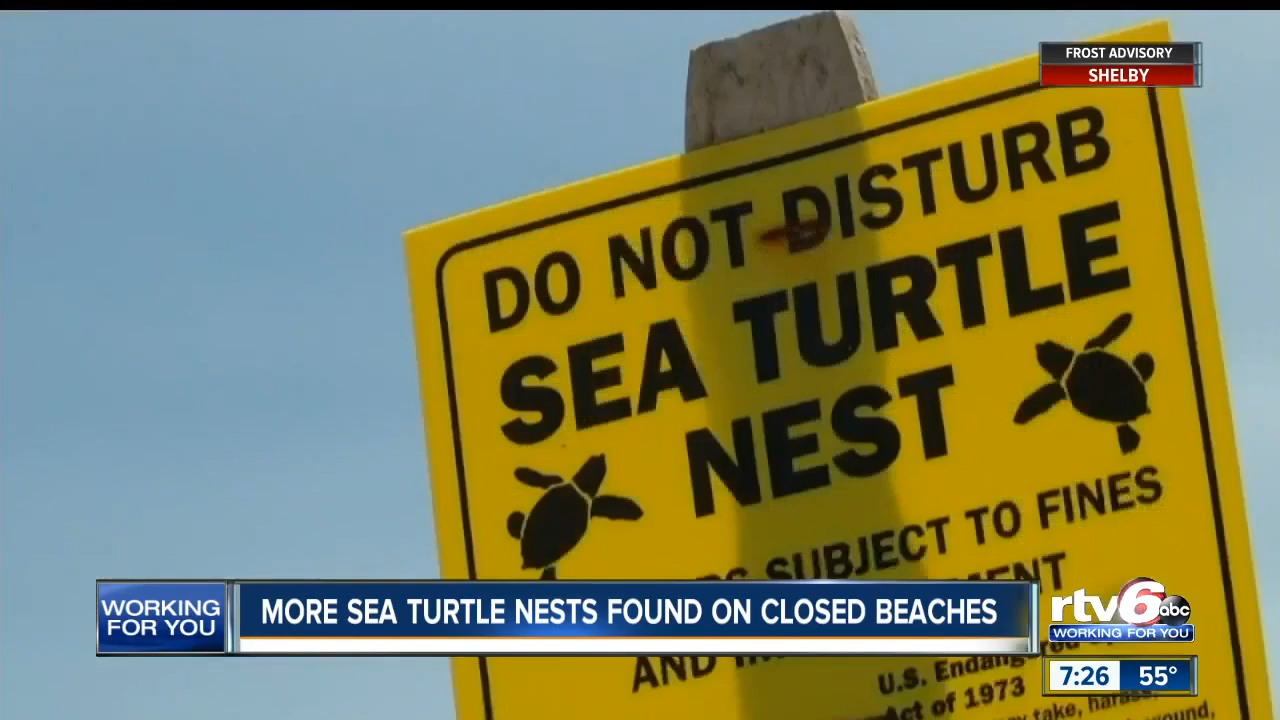 FROST ADVISORY
SHELBY
DO NOT DISTURB
SEA TURTLE
NEST
SUBJECT TO FINES
AND
U.S.
Act of 1973
take,
WORKING
FOR YOU
MORE SEA TURTLE NESTS FOUND ON CLOSED BEACHES
rtv6 abc
WORKING FOR YOU
7:26 55°